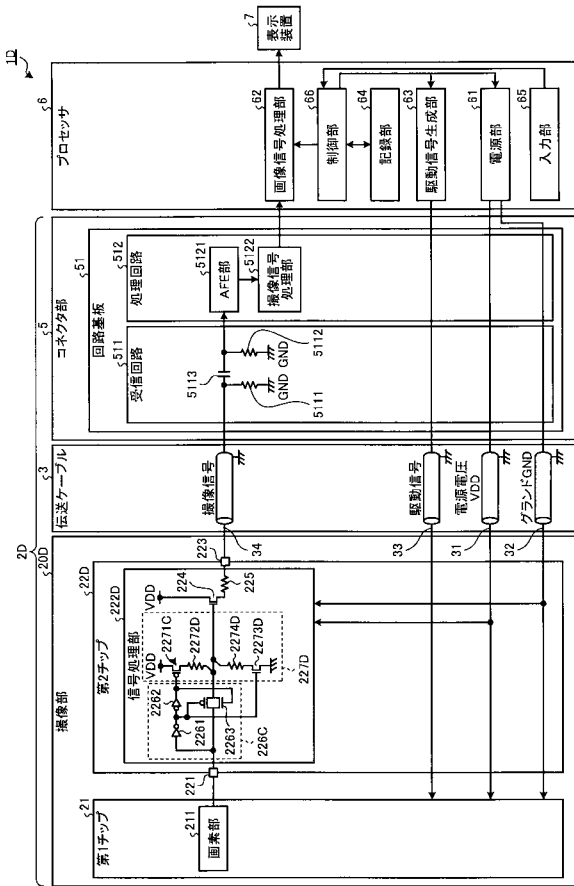 1D
2D
20D
撮像部
21
第1チップ
211
画素部
221
22D
第2チップ
222D
信号処理部
VDD
VDD
2271C
2272D
2262
2261
2263
226C
2274D
2273D
227D
224
225
223
3
伝送ケーブル
撮像信号
34
駆動信号
33
電源電圧
VDD
31
グランドGND
32
5
コネクタ部
51
回路基板
511
受信回路
5113
GND
GND
5112
5111
512
処理回路
5121
AFE部
5122
撮像信号
処理部
6
プロセッサ
62
画像信号処理部
66
制御部
64
記録部
63
駆動信号生成部
61
電源部
65
入力部
7
表示
装置